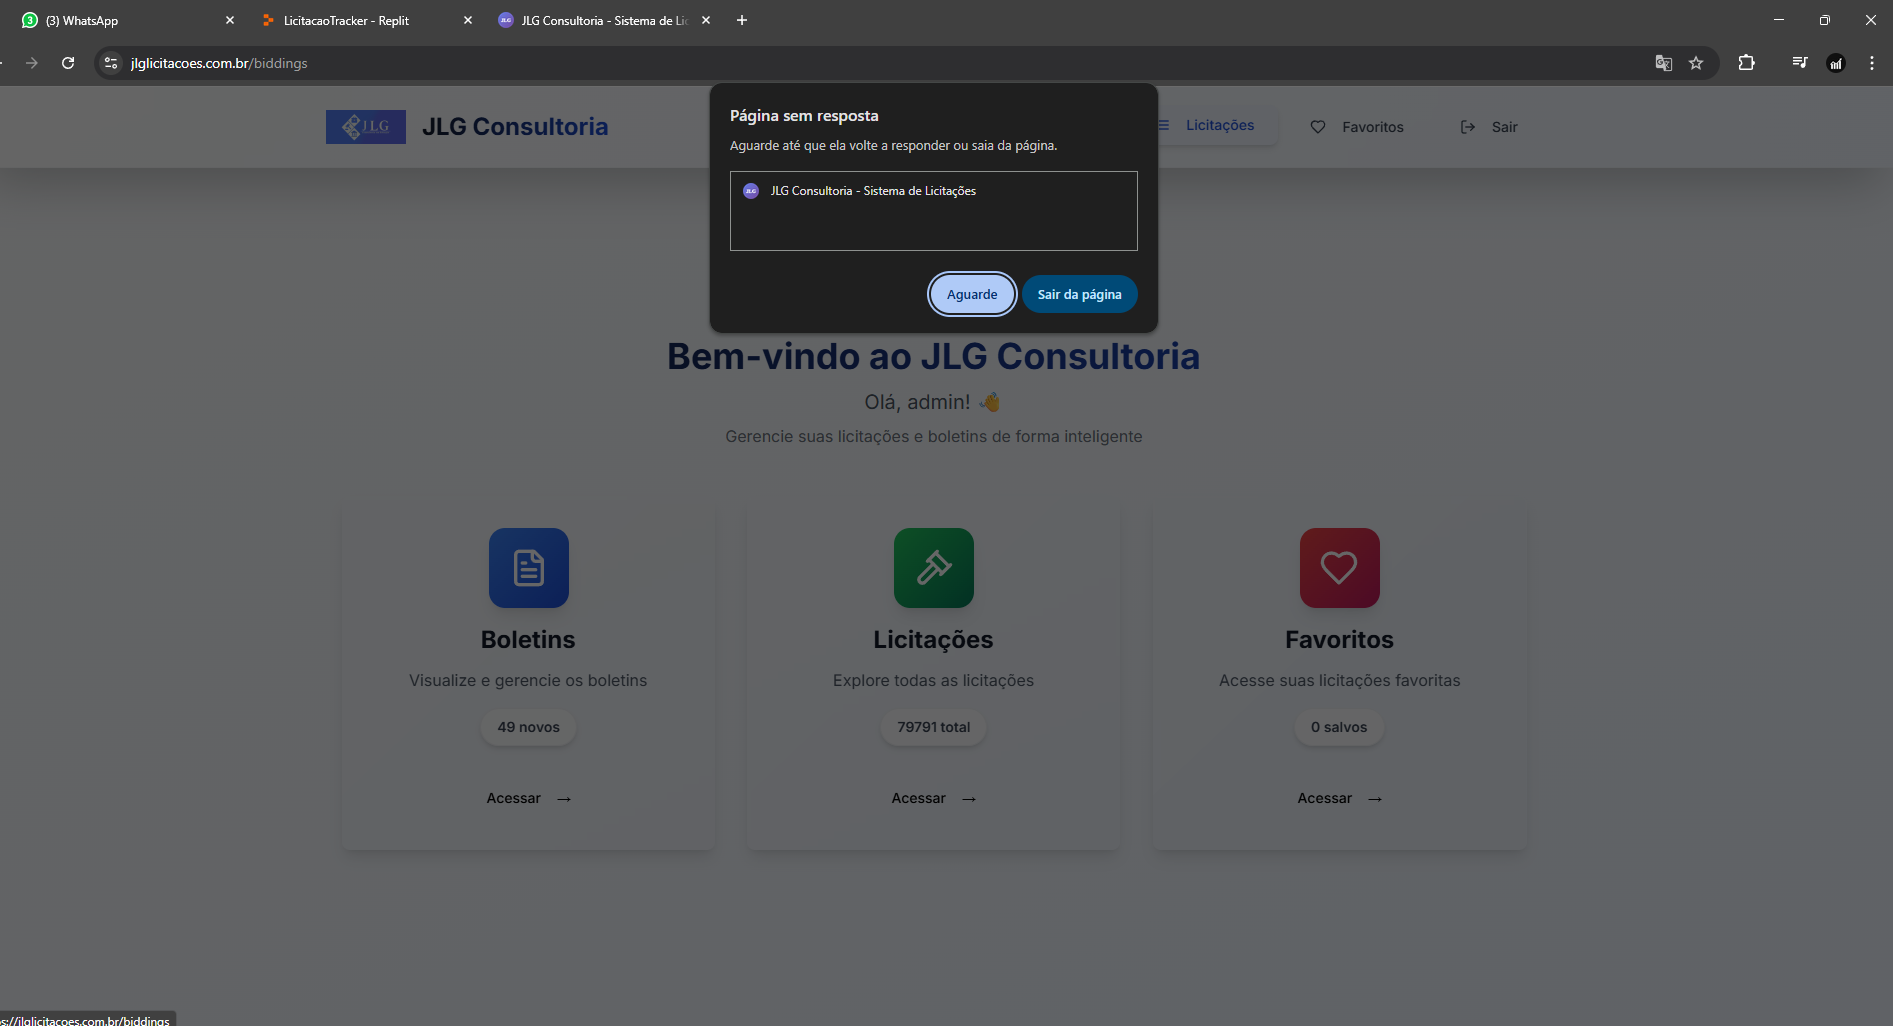 (3) WhatsApp
LicitacaoTracker - Replit
JLG Consultoria - Sistema de Lic
jlglicitacoes.com.br/biddings
JLG
JLG Consultoria
Licitações
Favoritos
Sair
Página sem resposta
Aguarde até que ela volte a responder ou saia da página.
JLG Consultoria - Sistema de Licitações
Aguarde
Sair da página
Bem-vindo ao JLG Consultoria
Olá, admin! 👋
Gerencie suas licitações e boletins de forma inteligente
Boletins
Visualize e gerencie os boletins
49 novos
Acessar →
Licitações
Explore todas as licitações
79791 total
Acessar →
Favoritos
Acesse suas licitações favoritas
0 salvos
Acessar →
s://jlglicitacoes.com.br/biddings